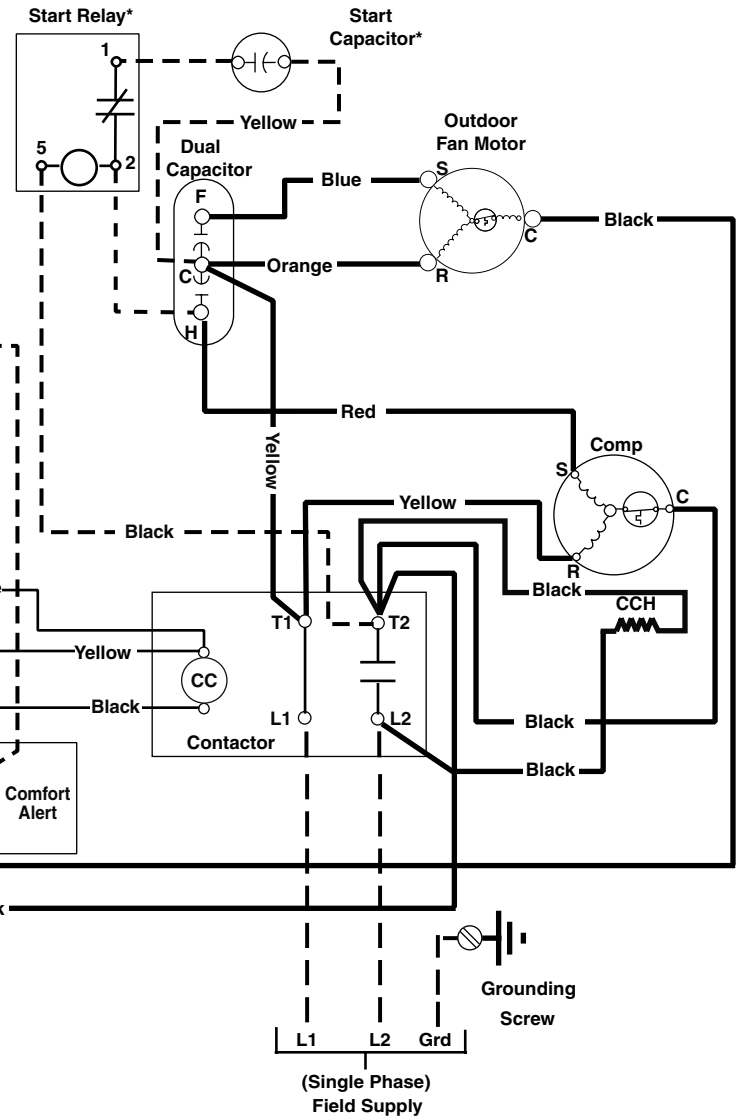 Start Relay*
Start
Capacitor*
1
Yellow
Outdoor
Fan Motor
5
2
Dual
Capacitor
F
Blue
S
Black
C
C
Orange
R
H
Red
Yellow
Comp
S
Yellow
C
Black
R
Black
CCH
T1
T2
Yellow
CC
Black
L1
L2
Black
Contactor
Black
Comfort
Alert
Grounding
Screw
L1
L2
Grd
(Single Phase)
Field Supply